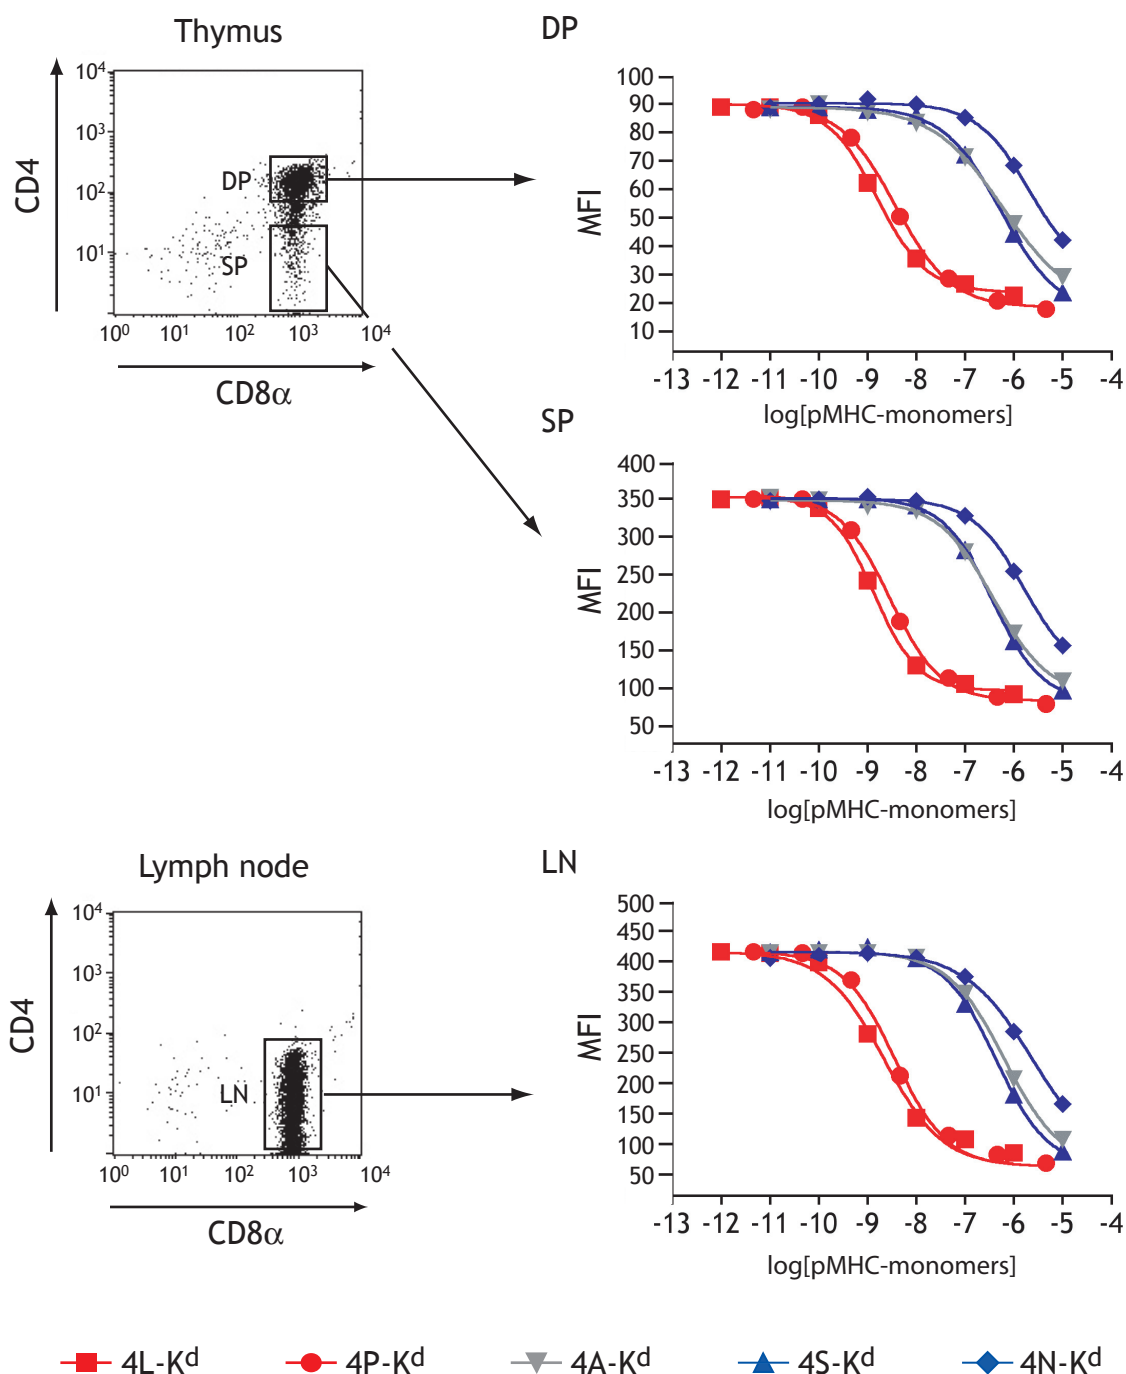 Thymus
DP
CD4
10⁴
10³
10²
10¹
DP
SP
10⁰ 10¹ 10² 10³ 10⁴
CD8α
MFI
100
90
80
70
60
50
40
30
20
10
-13 -12 -11 -10 -9 -8 -7 -6 -5 -4
log[pMHC-monomers]
SP
MFI
400
350
300
250
200
150
100
50
-13 -12 -11 -10 -9 -8 -7 -6 -5 -4
log[pMHC-monomers]
Lymph node
LN
CD4
10⁴
10³
10²
10¹
LN
10⁰ 10¹ 10² 10³ 10⁴
CD8α
MFI
500
450
400
350
300
250
200
150
100
50
-13 -12 -11 -10 -9 -8 -7 -6 -5 -4
log[pMHC-monomers]
4L-Kᵈ 4P-Kᵈ 4A-Kᵈ 4S-Kᵈ 4N-Kᵈ